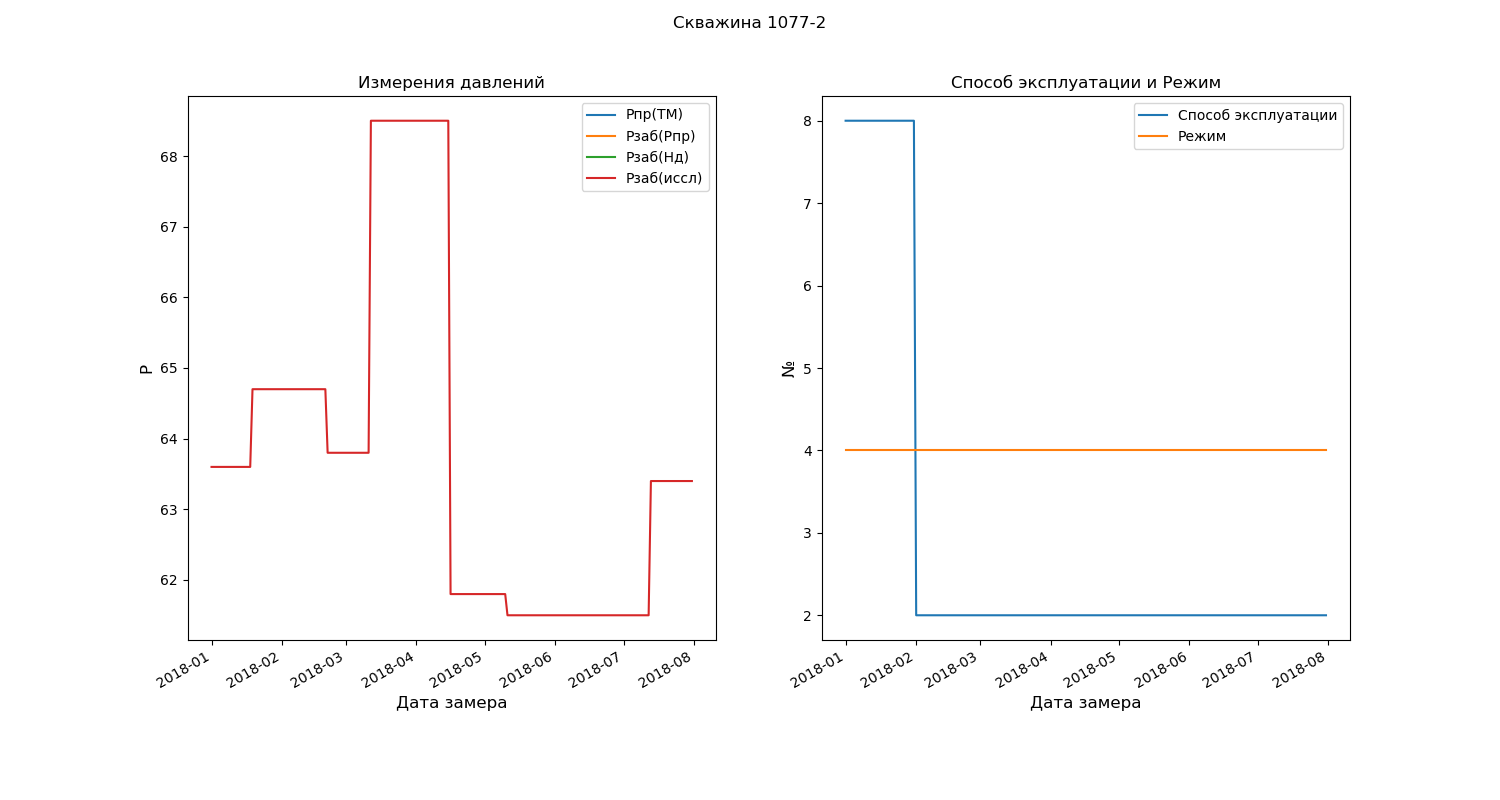 Скважина 1077-2
Измерения давлений
Рпр(ТМ)
Рзаб(Рпр)
Рзаб(Нд)
Рзаб(иссл)
68
67
66
65
64
63
62
P
2018-01
2018-02
2018-03
2018-04
2018-05
2018-06
2018-07
2018-08
Дата замера
Способ эксплуатации и Режим
Способ эксплуатации
Режим
8
7
6
5
4
3
2
№
2018-01
2018-02
2018-03
2018-04
2018-05
2018-06
2018-07
2018-08
Дата замера